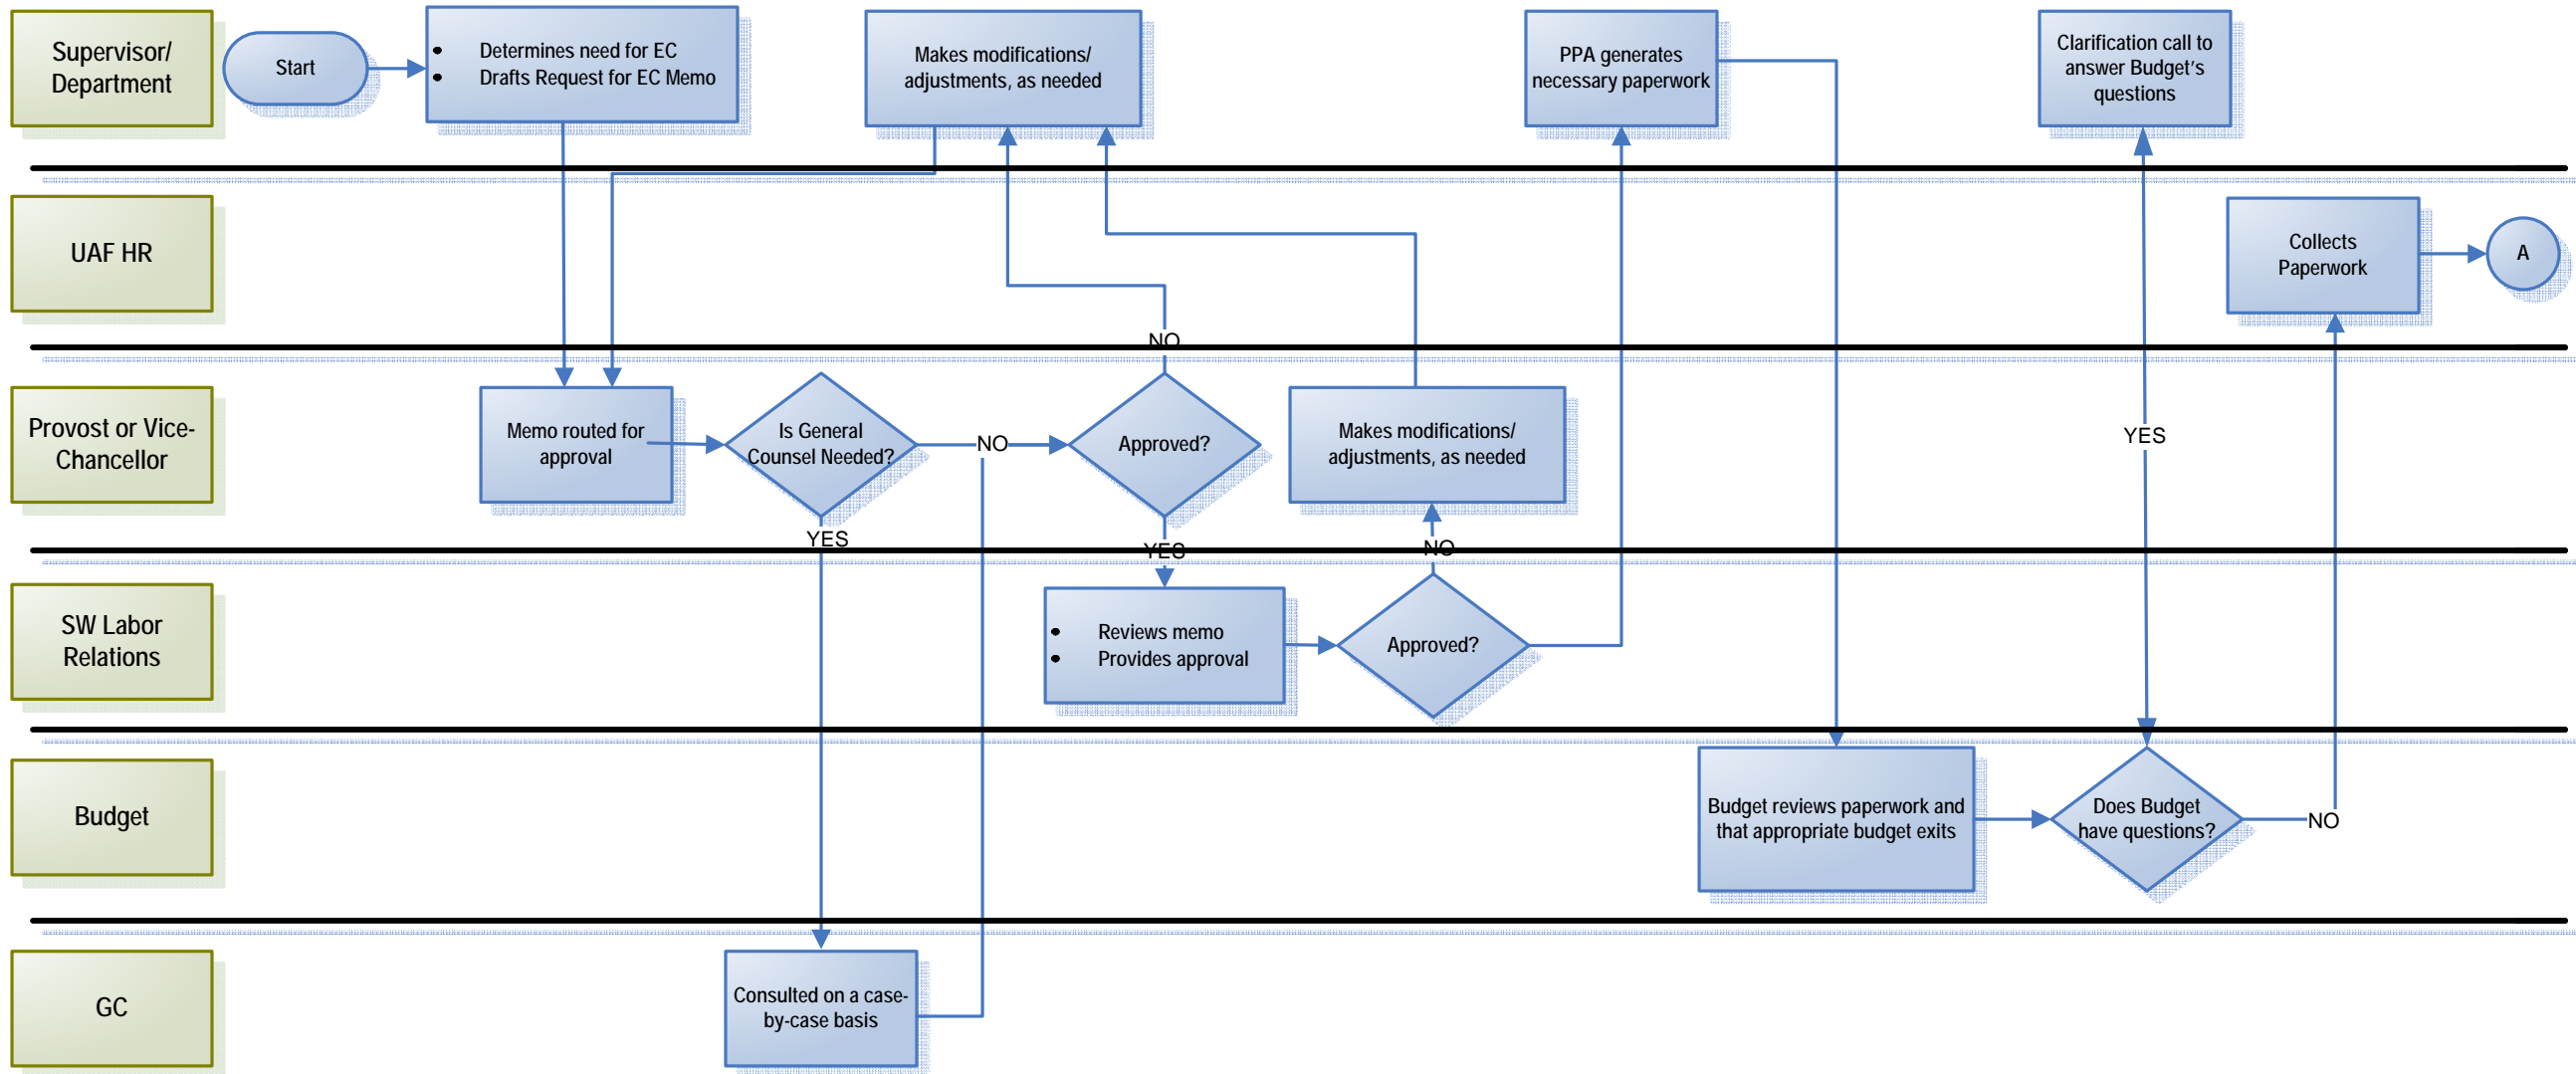 Supervisor/
Department
Start
• Determines need for EC
• Drafts Request for EC Memo
Makes modifications/
adjustments, as needed
PPA generates
necessary paperwork
Clarification call to
answer Budget's
questions
UAF HR
Collects
Paperwork
A
NO
Provost or Vice-
Chancellor
Memo routed for
approval
Is General
Counsel Needed?
NO
Approved?
Makes modifications/
adjustments, as needed
YES
YES
YES
NO
SW Labor
Relations
• Reviews memo
• Provides approval
Approved?
Budget
Budget reviews paperwork and
that appropriate budget exits
Does Budget
have questions?
NO
GC
Consulted on a case-
by-case basis